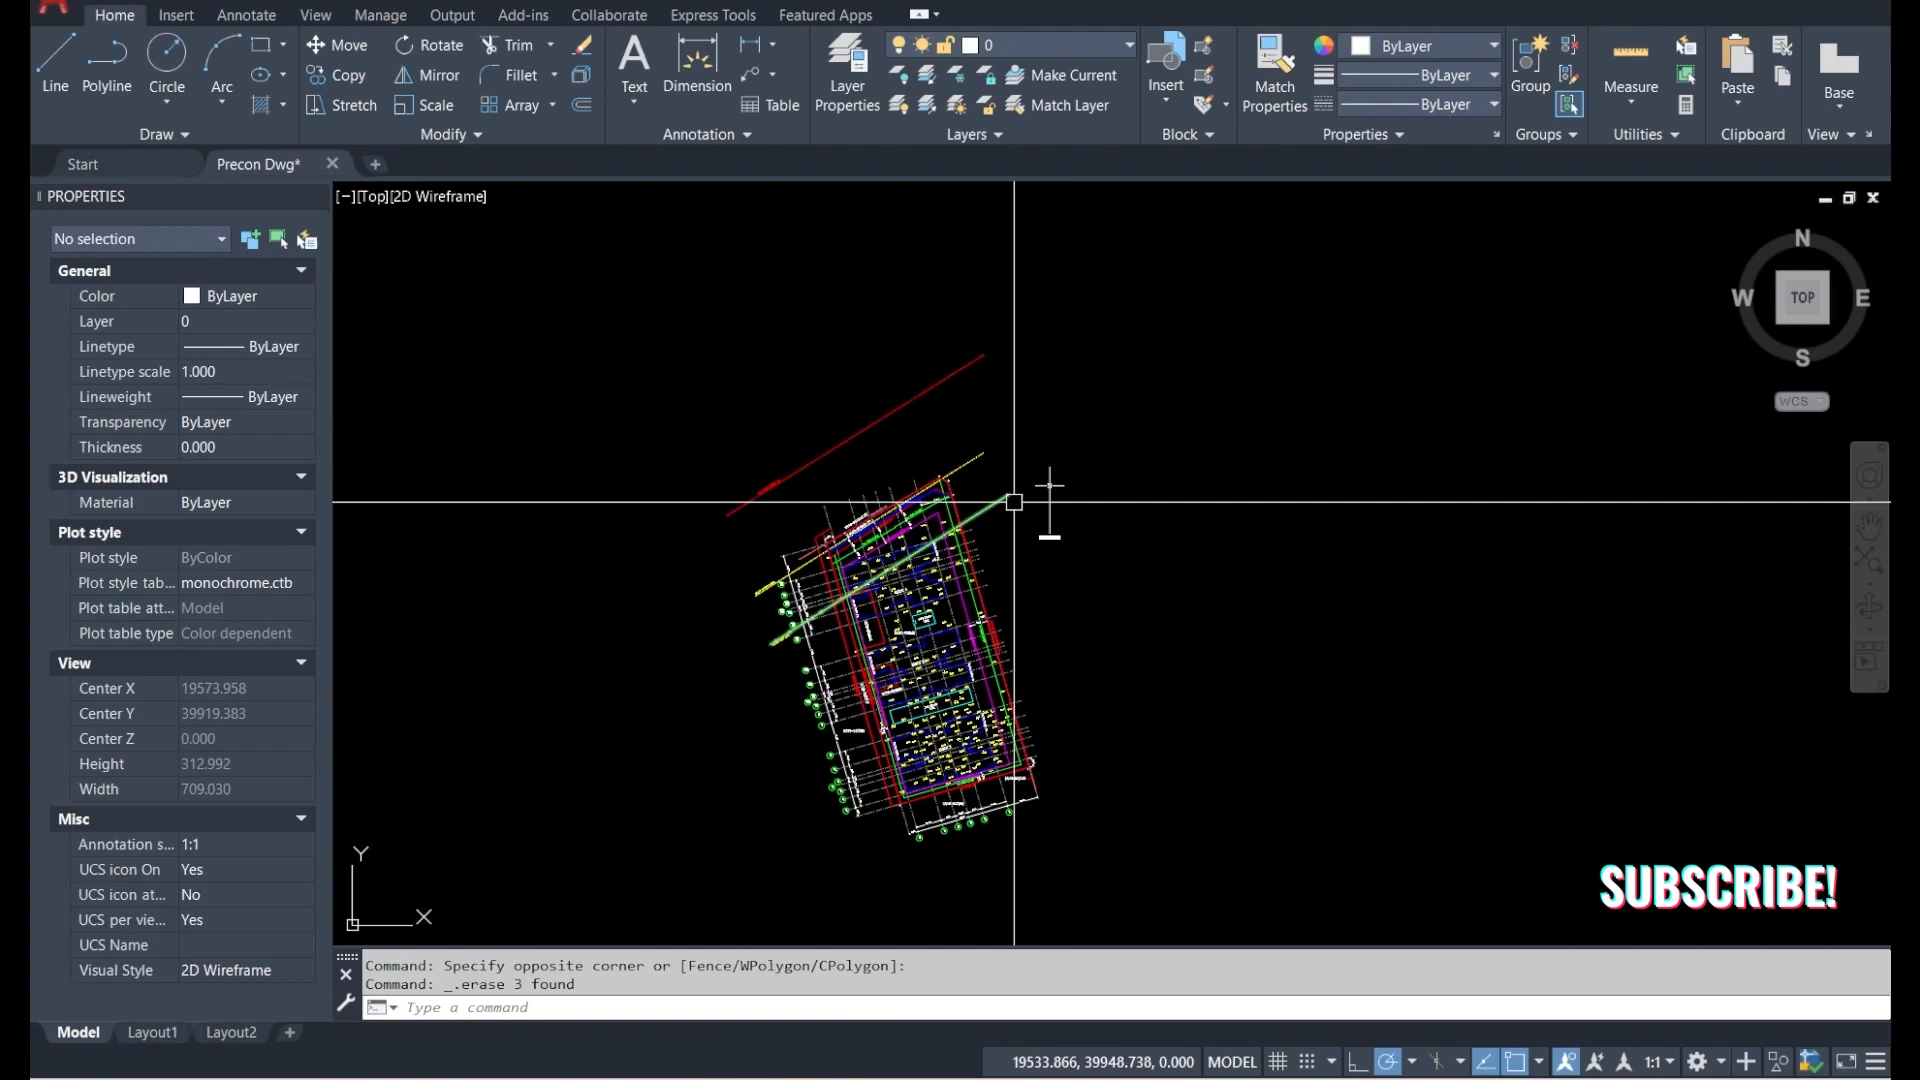 Home Insert Annotate View Manage Output Add-ins Collaborate Express Tools Featured Apps
Line Polyline Circle Arc
Move Rotate Trim
Copy Mirror Fillet
Stretch Scale Array
Text Dimension
Table
Layer Properties
0
Make Current
Match Layer
Insert
Match Properties
ByLayer
ByLayer
ByLayer
Group
Measure
Paste
Base
Draw Modify Annotation Layers Block Properties Groups Utilities Clipboard View
Start Precon Dwg*
PROPERTIES
[−][Top][2D Wireframe]
No selection
General
Color ByLayer
Layer 0
Linetype ByLayer
Linetype scale 1.000
Lineweight ByLayer
Transparency ByLayer
Thickness 0.000
3D Visualization
Material ByLayer
Plot style
Plot style ByColor
Plot style tab... monochrome.ctb
Plot table att... Model
Plot table type Color dependent
View
Center X 19573.958
Center Y 39919.383
Center Z 0.000
Height 312.992
Width 709.030
Misc
Annotation s... 1:1
UCS icon On Yes
UCS icon at... No
UCS per vie... Yes
UCS Name
Visual Style 2D Wireframe
N
W TOP E
S
WCS
Y
X
SUBSCRIBE!
Command: Specify opposite corner or [Fence/WPolygon/CPolygon]:
Command: _.erase 3 found
Type a command
Model Layout1 Layout2
19533.866, 39948.738, 0.000 MODEL 1:1